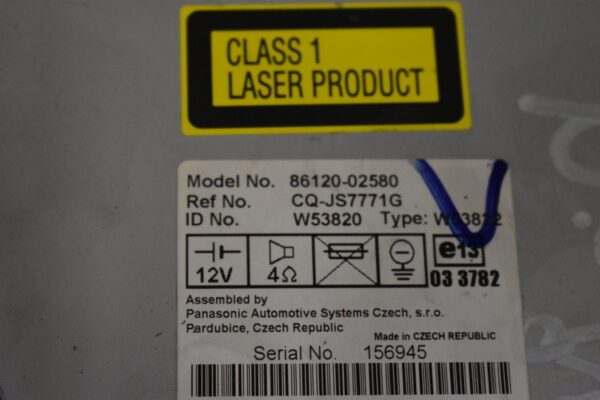 CLASS 1
LASER PRODUCT
Model No. 86120-02580
Ref No. CQ-JS7771G
ID No. W53820 Type: W53822
12V 4Ω e13
03 3782
Assembled by
Panasonic Automotive Systems Czech, s.r.o.
Pardubice, Czech Republic
Made in CZECH REPUBLIC
Serial No. 156945